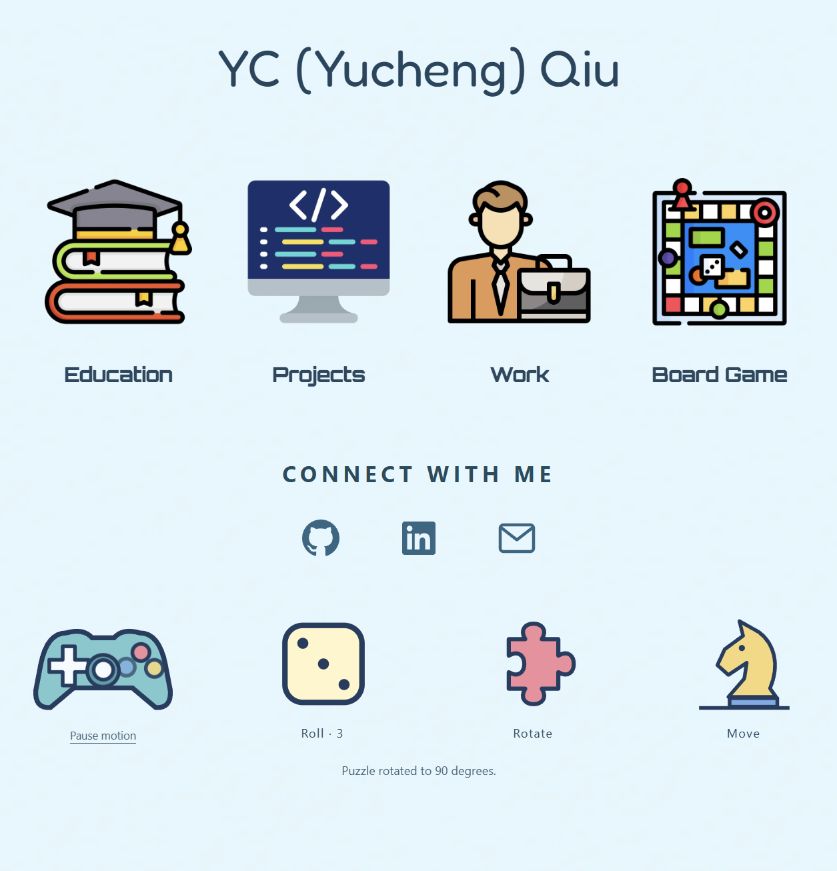 YC (Yucheng) Qiu
</>
Education Projects Work Board Game
CONNECT WITH ME
in
Pause motion Roll · 3 Rotate Move
Puzzle rotated to 90 degrees.